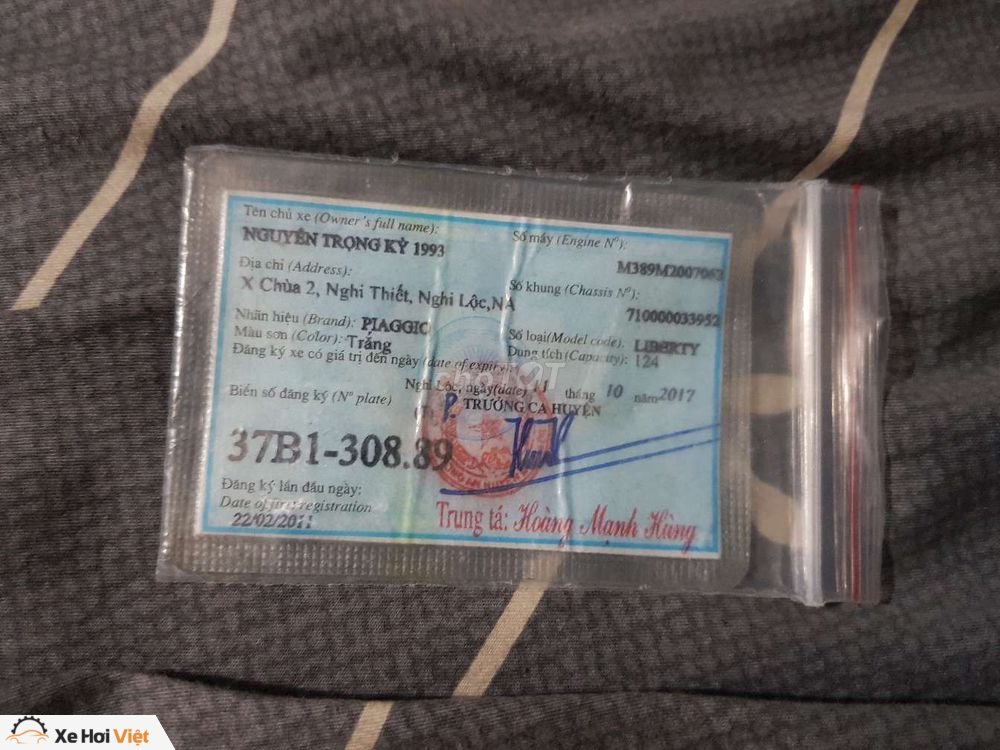 Tên chủ xe (Owner's full name):
NGUYỄN TRỌNG KỶ 1993
Số máy (Engine Nº):
M389M2007063
Địa chỉ (Address):
X Chùa 2, Nghi Thiết, Nghi Lộc,NA
Số khung (Chassis Nº):
710000033952
Nhãn hiệu (Brand): PIAGGIO
Số loại(Model code): LIBERTY
Màu sơn (Color): Trắng
Dung tích (Capacity): 124
Đăng ký xe có giá trị đến ngày (date of expiry):
Nghi Lộc, ngày(date) 11 tháng 10 năm 2017
Biển số đăng ký (Nº plate)
P. TRƯỞNG CA HUYỆN
37B1-308.89
Đăng ký lần đầu ngày:
Date of first registration
22/02/2011
Trung tá: Hoàng Mạnh Hùng
Xe Hơi Việt